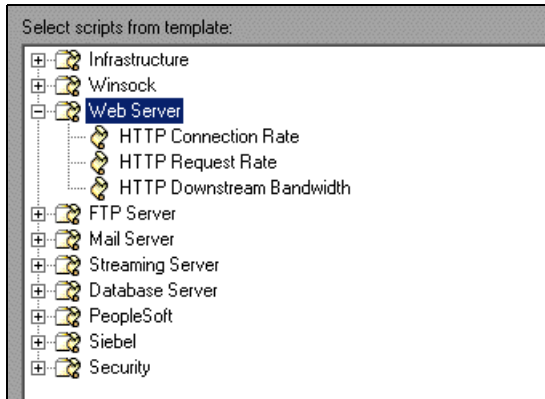 Select scripts from template:
Infrastructure
Winsock
Web Server
HTTP Connection Rate
HTTP Request Rate
HTTP Downstream Bandwidth
FTP Server
Mail Server
Streaming Server
Database Server
PeopleSoft
Siebel
Security